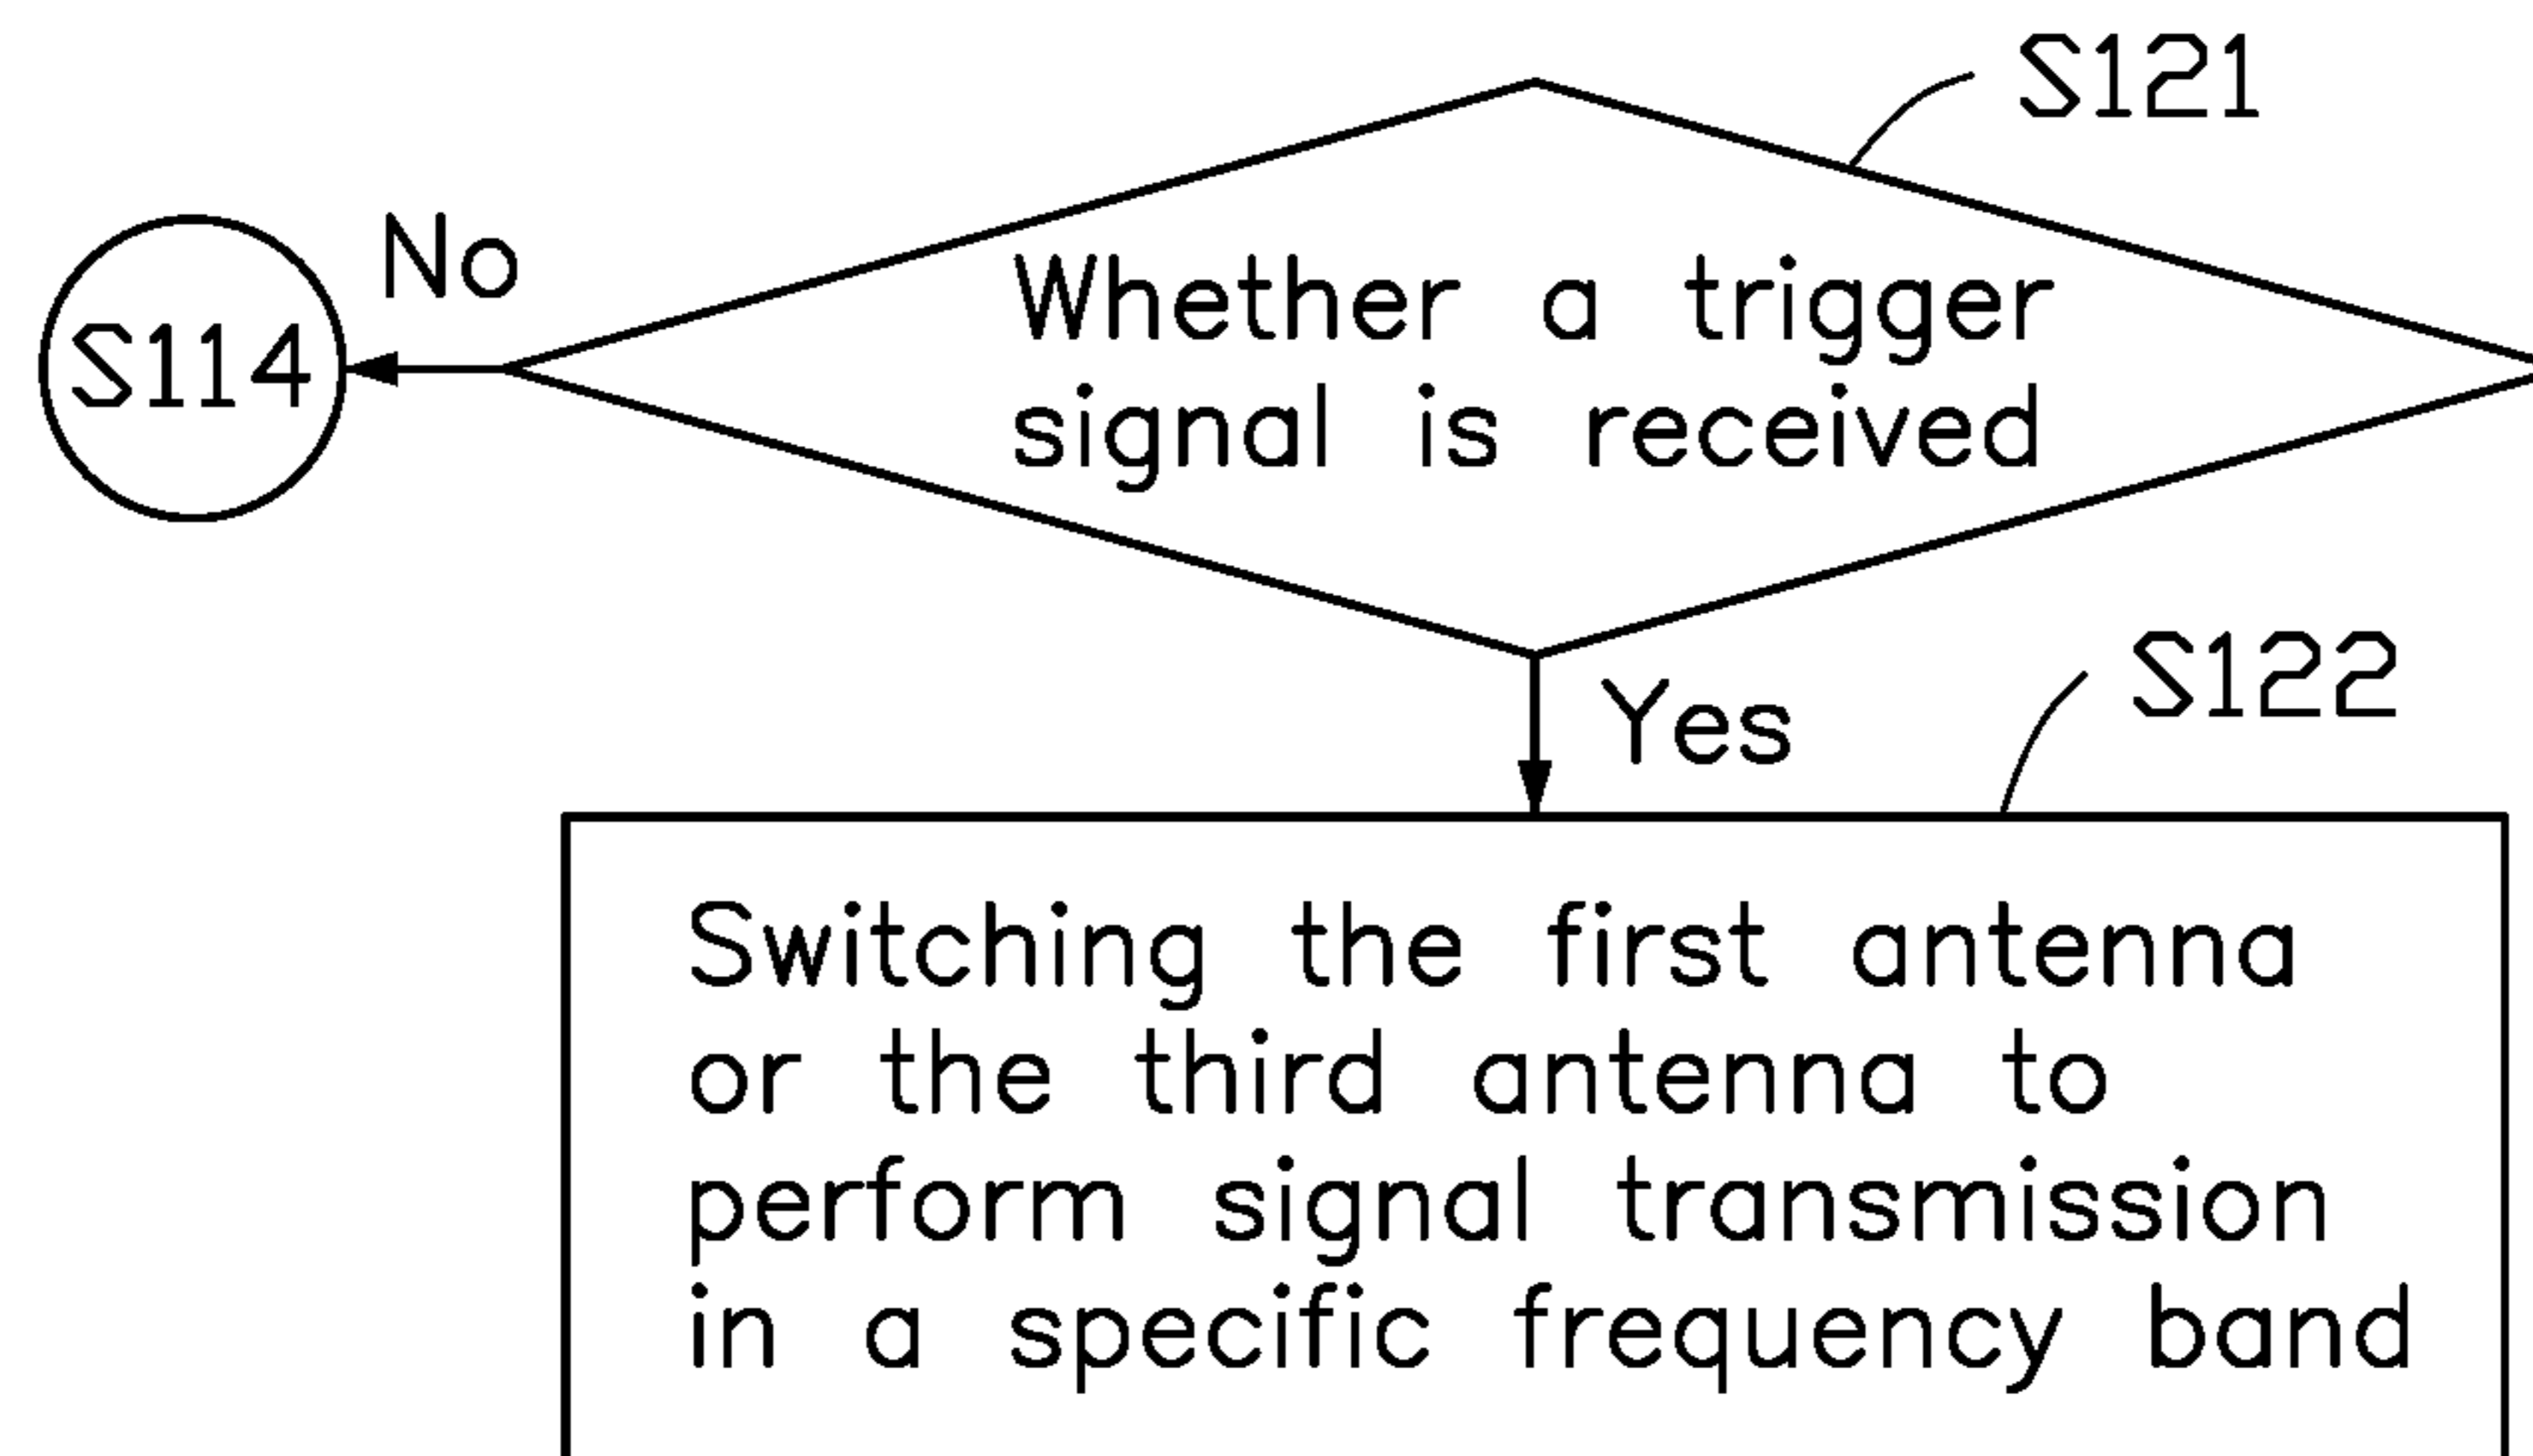 S121
No
S114
Whether a trigger
signal is received
Yes
S122
Switching the first antenna
or the third antenna to
perform signal transmission
in a specific frequency band